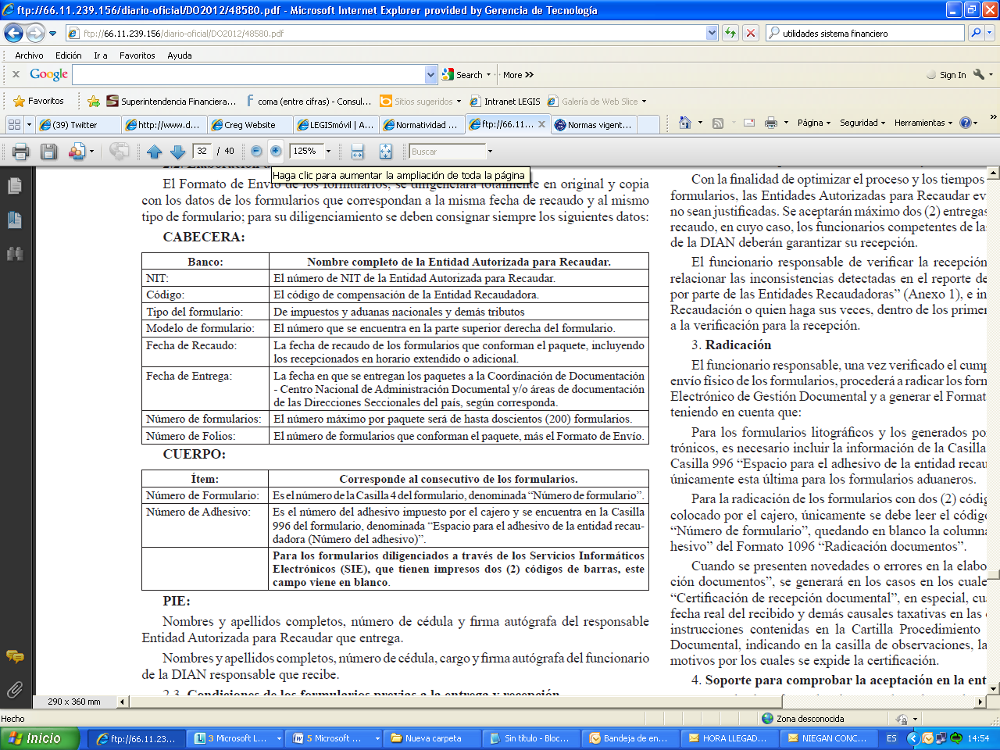 ftp://66.11.239.156/diario-oficial/DO2012/48580.pdf - Microsoft Internet Explorer provided by Gerencia de Tecnología
ftp://66.11.239.156/diario-oficial/DO2012/48580.pdf
utilidades sistema financiero
Archivo Edición Ir a Favoritos Ayuda
x Google Search More >> Sign In
Favoritos Superintendencia Financiera... coma (entre cifras) - Consul... Sitios sugeridos Intranet LEGIS Galería de Web Slice
(39) Twitter http://www.d... Creg Website LEGISmóvil | A... Normatividad ... ftp://66.11.... Normas vigent... Página Seguridad Herramientas
32 / 40 125% Buscar
Haga clic para aumentar la ampliación de toda la página
El Formato de Envío de los formularios, se diligenciará totalmente en original y copia
con los datos de los formularios que correspondan a la misma fecha de recaudo y al mismo
tipo de formulario; para su diligenciamiento se deben consignar siempre los siguientes datos:
CABECERA:
Banco: Nombre completo de la Entidad Autorizada para Recaudar.
NIT: El número de NIT de la Entidad Autorizada para Recaudar.
Código: El código de compensación de la Entidad Recaudadora.
Tipo del formulario: De impuestos y aduanas nacionales y demás tributos
Modelo de formulario: El número que se encuentra en la parte superior derecha del formulario.
Fecha de Recaudo: La fecha de recaudo de los formularios que conforman el paquete, incluyendo
los recepcionados en horario extendido o adicional.
Fecha de Entrega: La fecha en que se entregan los paquetes a la Coordinación de Documentación
- Centro Nacional de Administración Documental y/o áreas de documentación
de las Direcciones Seccionales del país, según corresponda.
Número de formularios: El número máximo por paquete será de hasta doscientos (200) formularios.
Número de Folios: El número de formularios que conforman el paquete, más el Formato de Envío.
CUERPO:
Ítem: Corresponde al consecutivo de los formularios.
Número de Formulario: Es el número de la Casilla 4 del formulario, denominada “Número de formulario”.
Número de Adhesivo: Es el número del adhesivo impuesto por el cajero y se encuentra en la Casilla
996 del formulario, denominada “Espacio para el adhesivo de la entidad recau-
dadora (Número del adhesivo)”.
Para los formularios diligenciados a través de los Servicios Informáticos
Electrónicos (SIE), que tienen impresos dos (2) códigos de barras, este
campo viene en blanco.
PIE:
Nombres y apellidos completos, número de cédula y firma autógrafa del responsable
Entidad Autorizada para Recaudar que entrega.
Nombres y apellidos completos, número de cédula, cargo y firma autógrafa del funcionario
de la DIAN responsable que recibe.
2.3. Condiciones de los formularios previas a la entrega y recepción
Con la finalidad de optimizar el proceso y los tiempos
formularios, las Entidades Autorizadas para Recaudar ev
no sean justificadas. Se aceptarán máximo dos (2) entregas
recaudo, en cuyo caso, los funcionarios competentes de la
de la DIAN deberán garantizar su recepción.
El funcionario responsable de verificar la recepción
relacionar las inconsistencias detectadas en el reporte de
por parte de las Entidades Recaudadoras” (Anexo 1), e in
Recaudación o quien haga sus veces, dentro de los primer
a la verificación para la recepción.
3. Radicación
El funcionario responsable, una vez verificado el cump
envío físico de los formularios, procederá a radicar los form
Electrónico de Gestión Documental y a generar el Format
teniendo en cuenta que:
Para los formularios litográficos y los generados po
trónicos, es necesario incluir la información de la Casilla
Casilla 996 “Espacio para el adhesivo de la entidad recau
únicamente esta última para los formularios aduaneros.
Para la radicación de los formularios con dos (2) códig
colocado por el cajero, únicamente se debe leer el código
“Número de formulario”, quedando en blanco la columna
hesivo” del Formato 1096 “Radicación documentos”.
Cuando se presenten novedades o errores en la elabo
ción documentos”, se generará en los casos en los cuale
“Certificación de recepción documental”, en especial, cu
fecha real del recibido y demás causales taxativas en las
instrucciones contenidas en la Cartilla Procedimiento
Documental, indicando en la casilla de observaciones, la
motivos por los cuales se expide la certificación.
4. Soporte para comprobar la aceptación en la ent
290 x 360 mm
Hecho Zona desconocida
Inicio ftp://66.11.23... 3 Microsoft L... 5 Microsoft ... Nueva carpeta Sin título - Bloc... Bandeja de en... HORA LLEGAD... NIEGAN CONC... ES 14:54